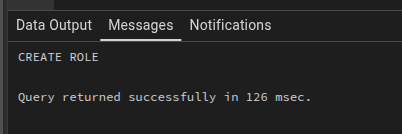 Data Output Messages Notifications
CREATE ROLE
Query returned successfully in 126 msec.